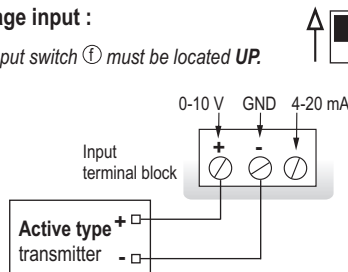 age input :
put switch ⓕ must be located UP.
0-10 V GND 4-20 mA
+ -
Input
terminal block
Active type +
transmitter -